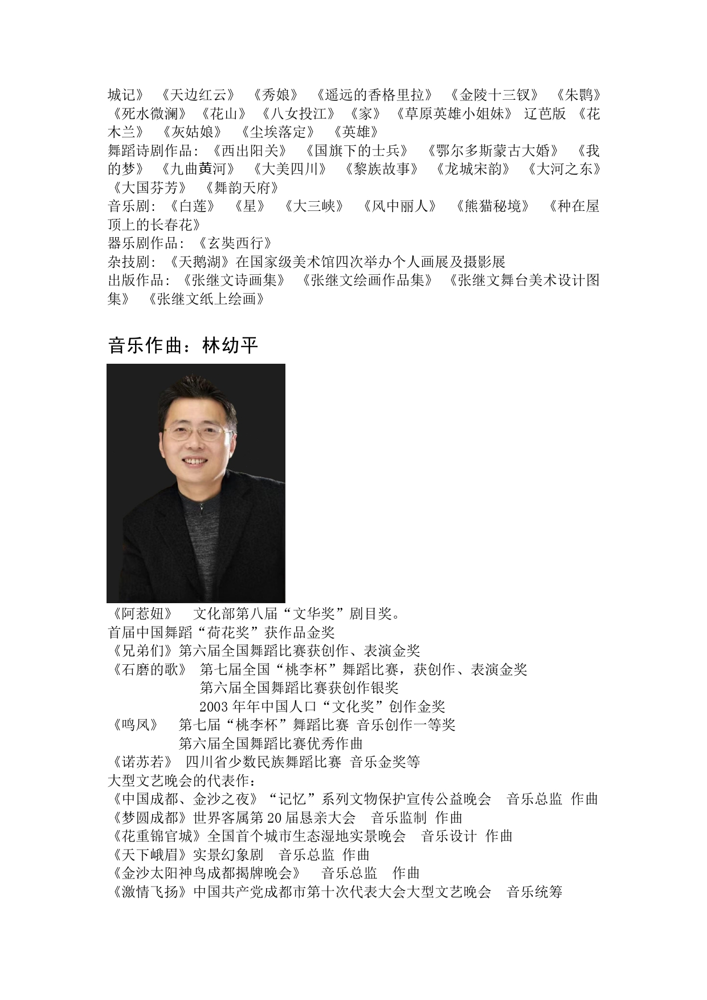 城记》 《天边红云》 《秀娘》 《遥远的香格里拉》 《金陵十三钗》 《朱鹮》
《死水微澜》 《花山》 《八女投江》 《家》 《草原英雄小姐妹》 辽芭版 《花
木兰》 《灰姑娘》 《尘埃落定》 《英雄》
舞蹈诗剧作品：《西出阳关》 《国旗下的士兵》 《鄂尔多斯蒙古大婚》 《我
的梦》 《九曲黄河》 《大美四川》 《黎族故事》 《龙城宋韵》 《大河之东》
《大国芬芳》 《舞韵天府》
音乐剧：《白莲》 《星》 《大三峡》 《风中丽人》 《熊猫秘境》 《种在屋
顶上的长春花》
器乐剧作品：《玄奘西行》
杂技剧：《天鹅湖》在国家级美术馆四次举办个人画展及摄影展
出版作品：《张继文诗画集》 《张继文绘画作品集》 《张继文舞台美术设计图
集》 《张继文纸上绘画》
音乐作曲：林幼平
《阿惹妞》 文化部第八届“文华奖”剧目奖。
首届中国舞蹈“荷花奖”获作品金奖
《兄弟们》第六届全国舞蹈比赛获创作、表演金奖
《石磨的歌》 第七届全国“桃李杯”舞蹈比赛，获创作、表演金奖
第六届全国舞蹈比赛获创作银奖
2003 年年中国人口“文化奖”创作金奖
《鸣凤》 第七届“桃李杯”舞蹈比赛 音乐创作一等奖
第六届全国舞蹈比赛优秀作曲
《诺苏若》 四川省少数民族舞蹈比赛 音乐金奖等
大型文艺晚会的代表作：
《中国成都、金沙之夜》“记忆”系列文物保护宣传公益晚会 音乐总监 作曲
《梦圆成都》世界客属第 20 届恳亲大会 音乐监制 作曲
《花重锦官城》全国首个城市生态湿地实景晚会 音乐设计 作曲
《天下峨眉》实景幻象剧 音乐总监 作曲
《金沙太阳神鸟成都揭牌晚会》 音乐总监 作曲
《激情飞扬》中国共产党成都市第十次代表大会大型文艺晚会 音乐统筹